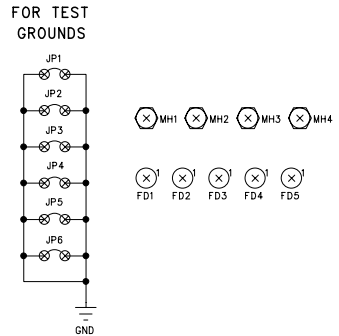 FOR TEST
GROUNDS
JP1
JP2
JP3
JP4
JP5
JP6
GND
MH1 MH2 MH3 MH4
1 1 1 1 1
FD1 FD2 FD3 FD4 FD5